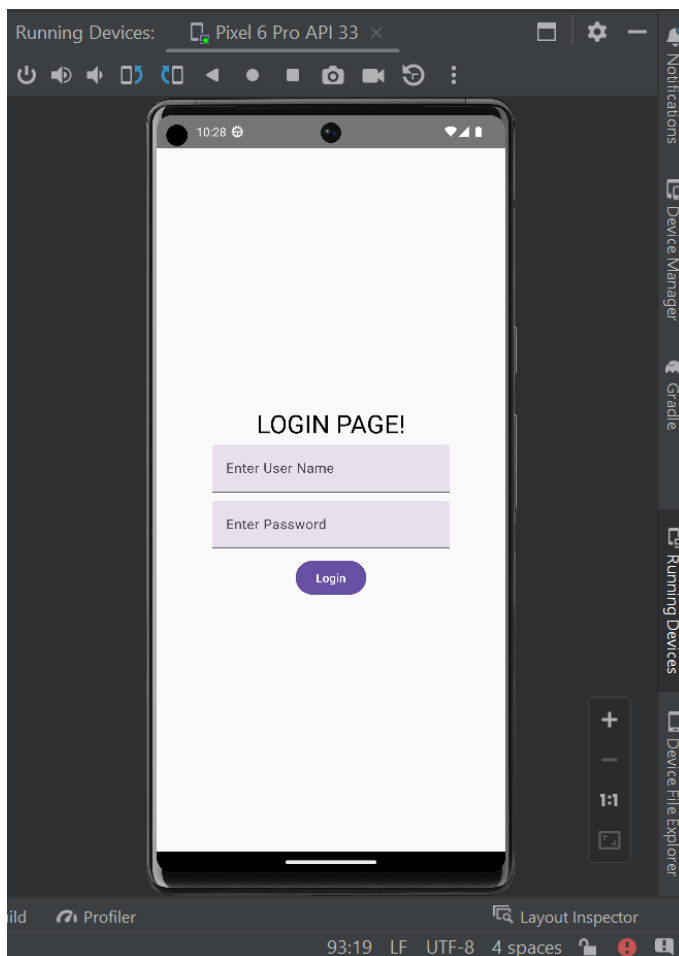 Running Devices:
Pixel 6 Pro API 33
10:28
LOGIN PAGE!
Enter User Name
Enter Password
Login
1:1
Notifications
Device Manager
Gradle
Running Devices
Device File Explorer
ild
Profiler
Layout Inspector
93:19 LF UTF-8 4 spaces